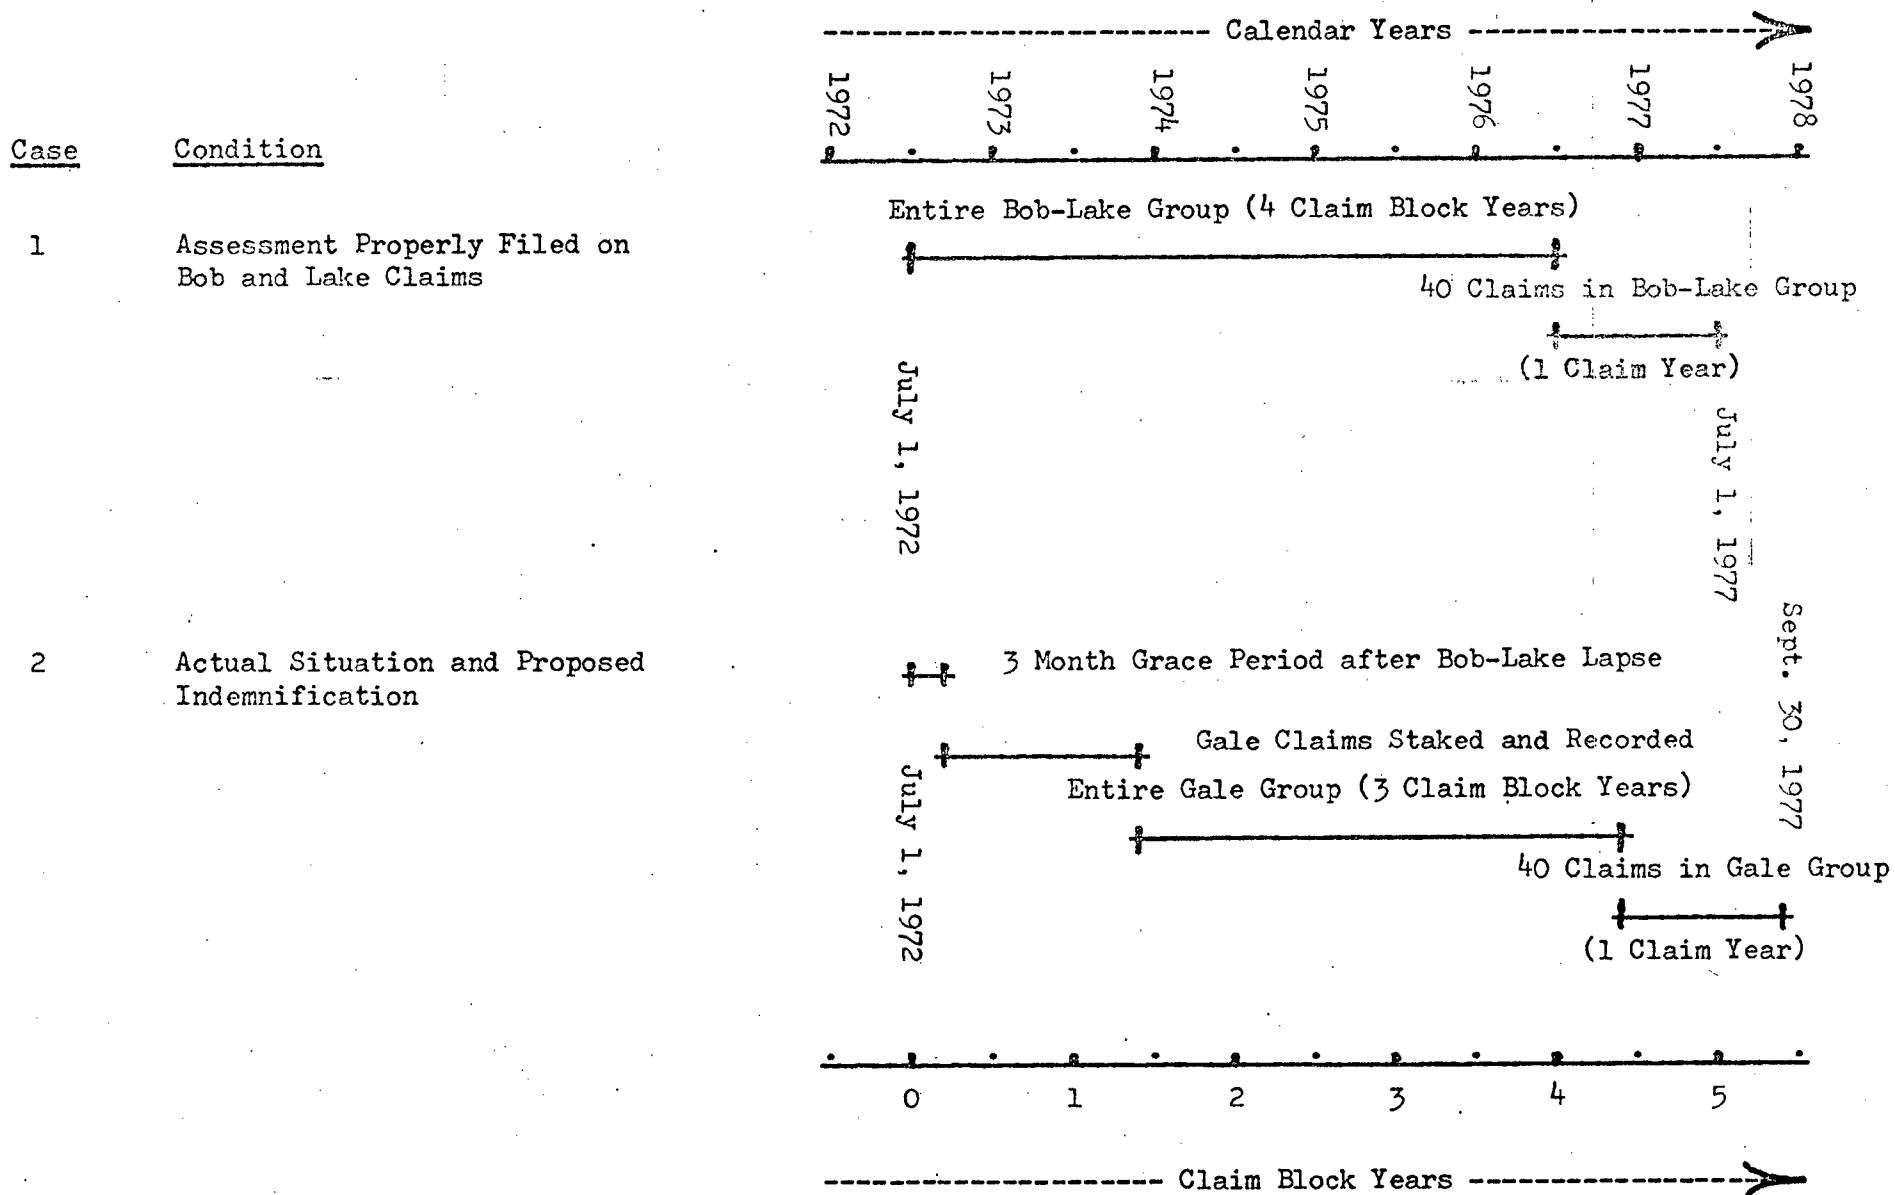 Calendar Years
1972 1973 1974 1975 1976 1977 1978
Case Condition
Entire Bob-Lake Group (4 Claim Block Years)
1 Assessment Properly Filed on
Bob and Lake Claims
40 Claims in Bob-Lake Group
(1 Claim Year)
July 1, 1972
July 1, 1977
Sept. 30, 1977
2 Actual Situation and Proposed
Indemnification
3 Month Grace Period after Bob-Lake Lapse
Gale Claims Staked and Recorded
Entire Gale Group (3 Claim Block Years)
July 1, 1972
40 Claims in Gale Group
(1 Claim Year)
0 1 2 3 4 5
Claim Block Years